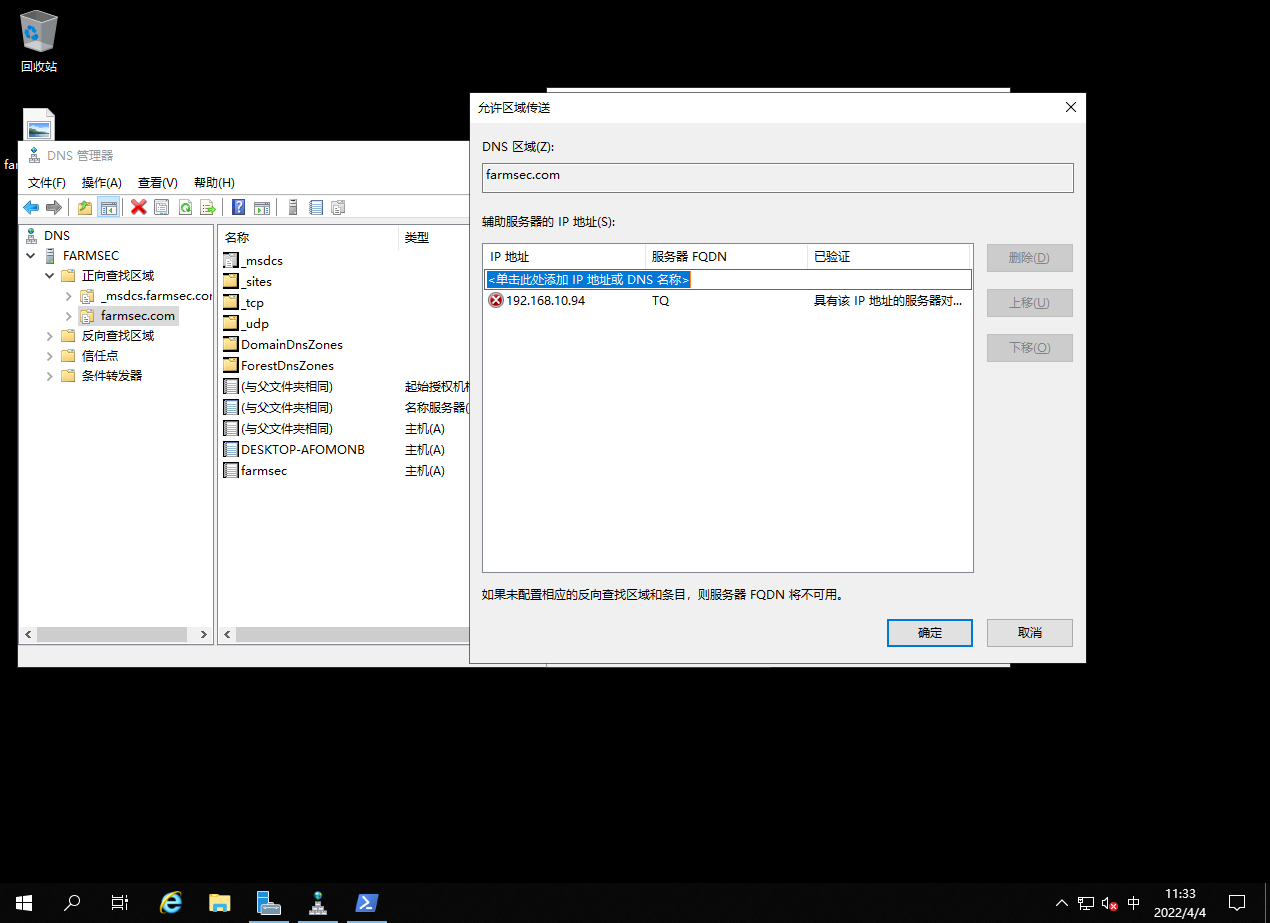 回收站
允许区域传送
DNS 区域(Z):
farmsec.com
辅助服务器的 IP 地址(S):
IP 地址 服务器 FQDN 已验证
<单击此处添加 IP 地址或 DNS 名称>
192.168.10.94 TQ 具有该 IP 地址的服务器对...
删除(D)
上移(U)
下移(O)
如果未配置相应的反向查找区域和条目，则服务器 FQDN 将不可用。
确定 取消
DNS 管理器
文件(F) 操作(A) 查看(V) 帮助(H)
DNS
FARMSEC
正向查找区域
_msdcs.farmsec.cor
farmsec.com
反向查找区域
信任点
条件转发器
名称 类型
_msdcs
_sites
_tcp
_udp
DomainDnsZones
ForestDnsZones
(与父文件夹相同) 起始授权机
(与父文件夹相同) 名称服务器(
(与父文件夹相同) 主机(A)
DESKTOP-AFOMONB 主机(A)
farmsec 主机(A)
中
11:33
2022/4/4